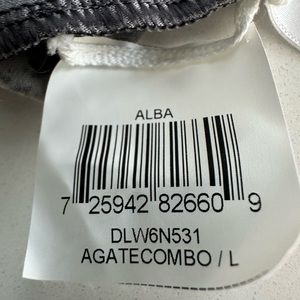 ALBA
7 25942 82660 9
DLW6N531
AGATECOMBO / L